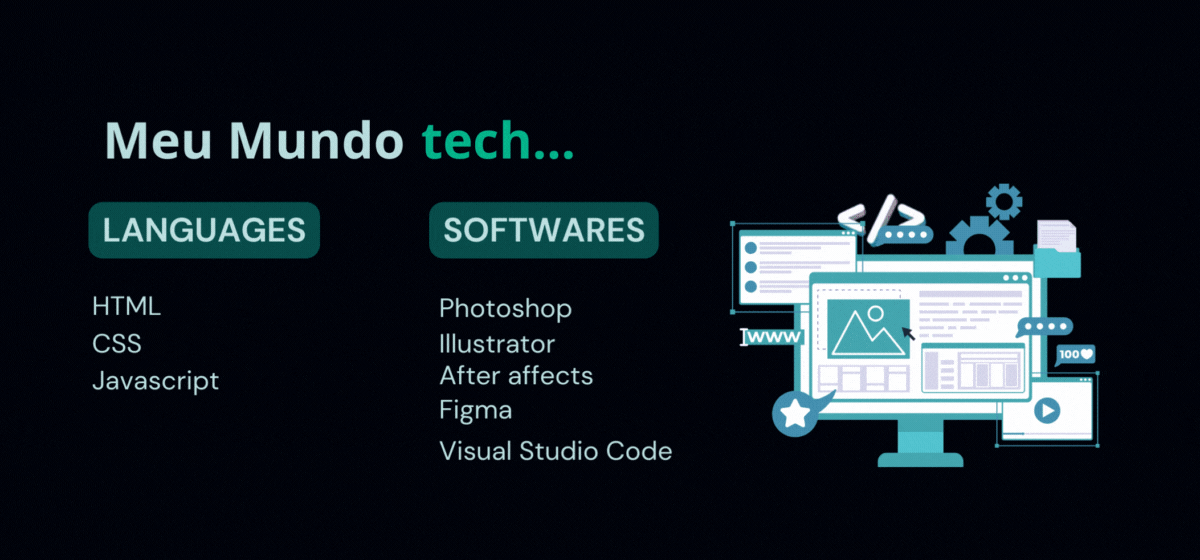 Meu Mundo tech...
LANGUAGES
HTML
CSS
Javascript
SOFTWARES
Photoshop
Illustrator
After affects
Figma
Visual Studio Code
</>
WWW
100